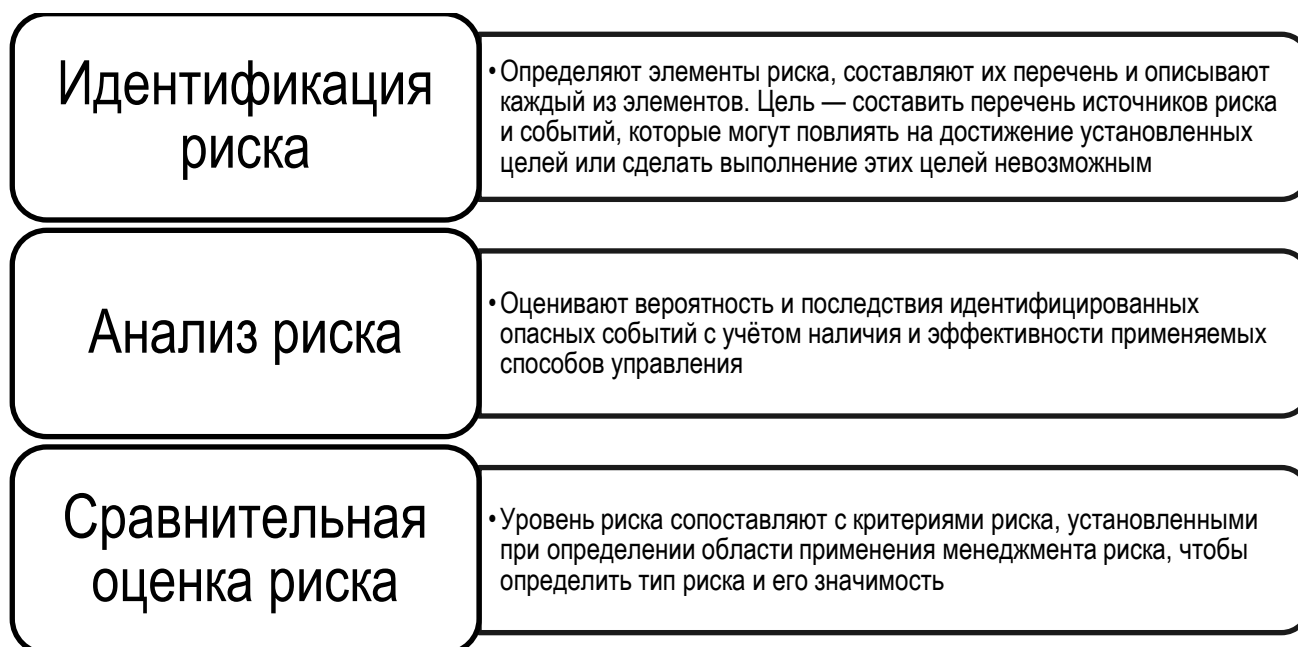 Идентификация
риска
•Определяют элементы риска, составляют их перечень и описывают
каждый из элементов. Цель — составить перечень источников риска
и событий, которые могут повлиять на достижение установленных
целей или сделать выполнение этих целей невозможным
Анализ риска
•Оценивают вероятность и последствия идентифицированных
опасных событий с учётом наличия и эффективности применяемых
способов управления
Сравнительная
оценка риска
•Уровень риска сопоставляют с критериями риска, установленными
при определении области применения менеджмента риска, чтобы
определить тип риска и его значимость